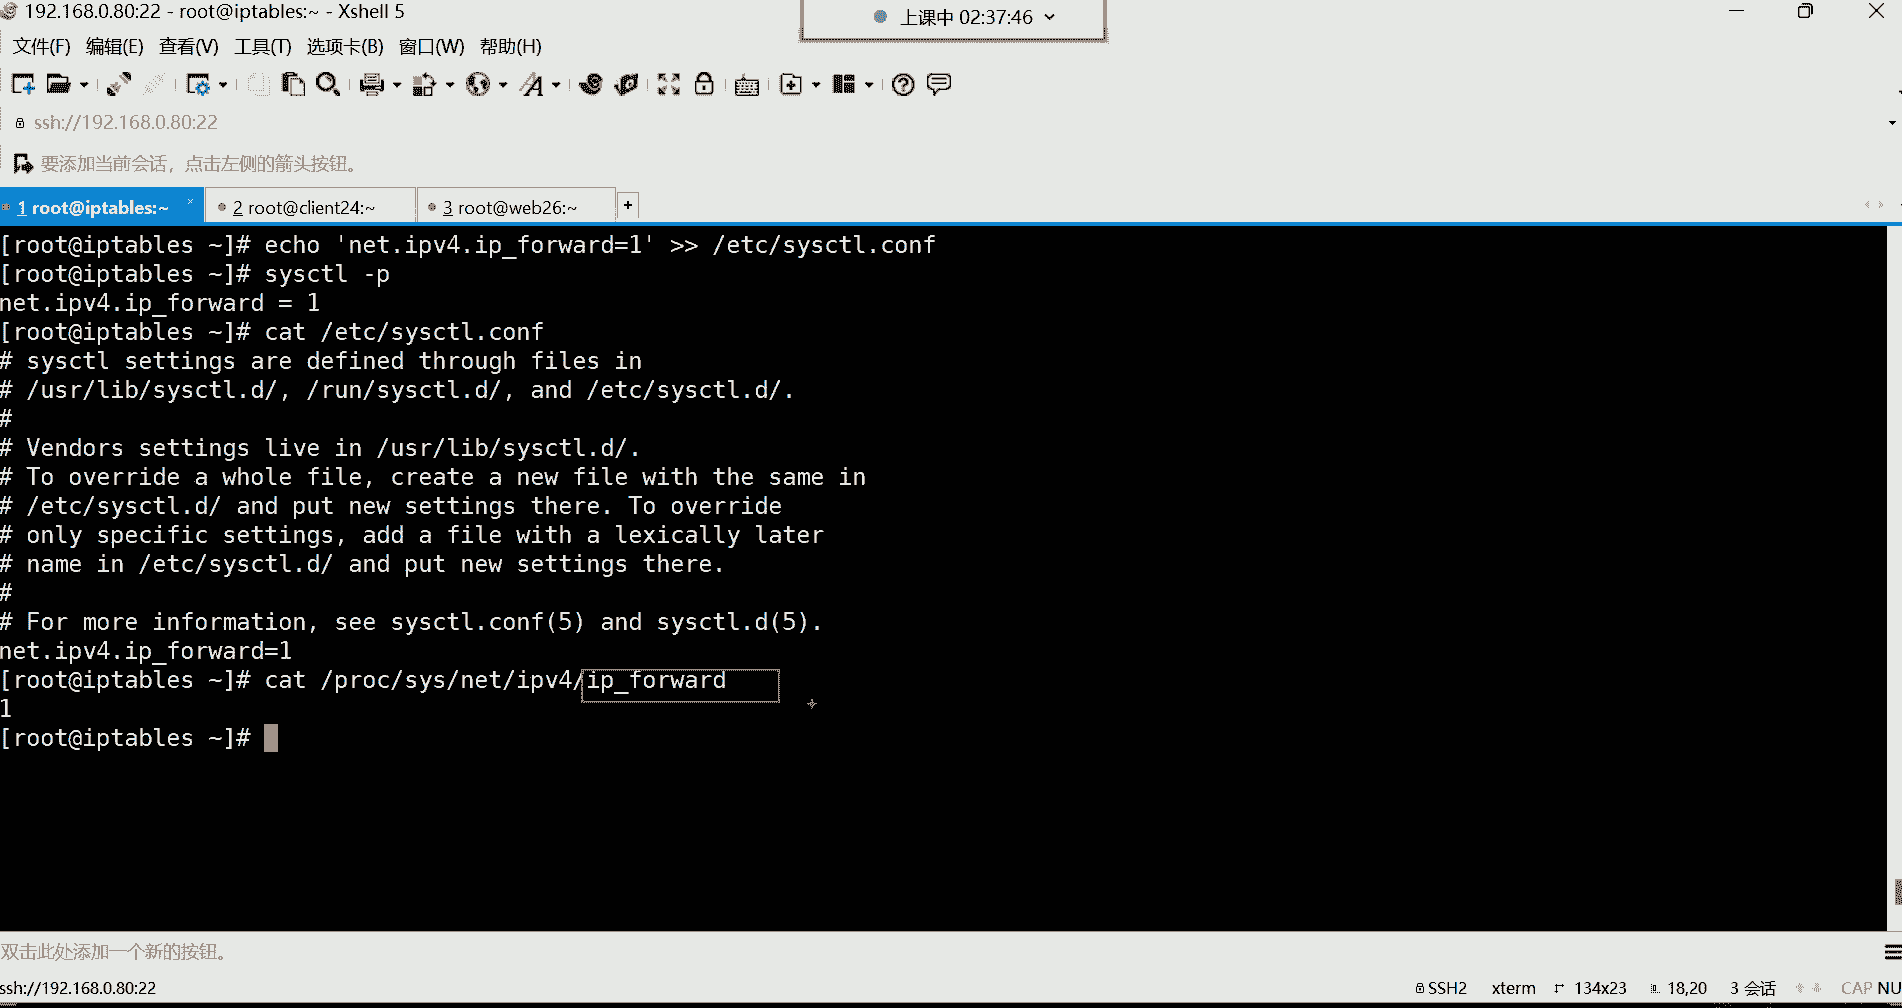 192.168.0.80:22 - root@iptables:~ - Xshell 5
上课中 02:37:46
文件(F) 编辑(E) 查看(V) 工具(T) 选项卡(B) 窗口(W) 帮助(H)
ssh://192.168.0.80:22
要添加当前会话，点击左侧的箭头按钮。
1 root@iptables:~ × 2 root@client24:~ 3 root@web26:~ +
[root@iptables ~]# echo 'net.ipv4.ip_forward=1' >> /etc/sysctl.conf
[root@iptables ~]# sysctl -p
net.ipv4.ip_forward = 1
[root@iptables ~]# cat /etc/sysctl.conf
# sysctl settings are defined through files in
# /usr/lib/sysctl.d/, /run/sysctl.d/, and /etc/sysctl.d/.
#
# Vendors settings live in /usr/lib/sysctl.d/.
# To override a whole file, create a new file with the same in
# /etc/sysctl.d/ and put new settings there. To override
# only specific settings, add a file with a lexically later
# name in /etc/sysctl.d/ and put new settings there.
#
# For more information, see sysctl.conf(5) and sysctl.d(5).
net.ipv4.ip_forward=1
[root@iptables ~]# cat /proc/sys/net/ipv4/ip_forward
1
[root@iptables ~]#
双击此处添加一个新的按钮。
ssh://192.168.0.80:22 SSH2 xterm 134x23 18,20 3 会话 CAP NU